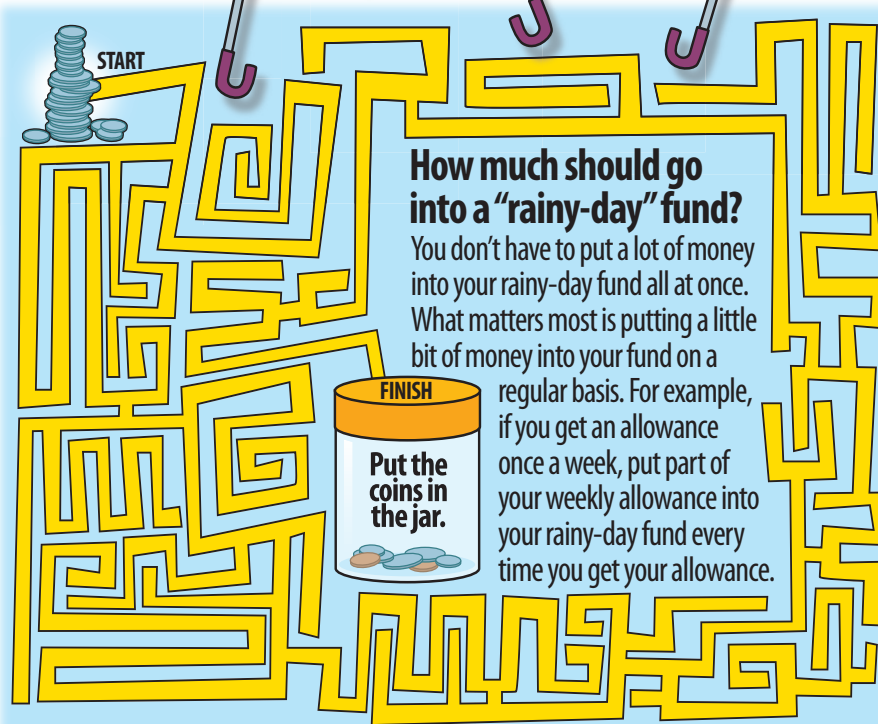 START
How much should go
into a “rainy-day” fund?
You don’t have to put a lot of money
into your rainy-day fund all at once.
What matters most is putting a little
bit of money into your fund on a
regular basis. For example,
if you get an allowance
once a week, put part of
your weekly allowance into
your rainy-day fund every
time you get your allowance.
FINISH
Put the
coins in
the jar.